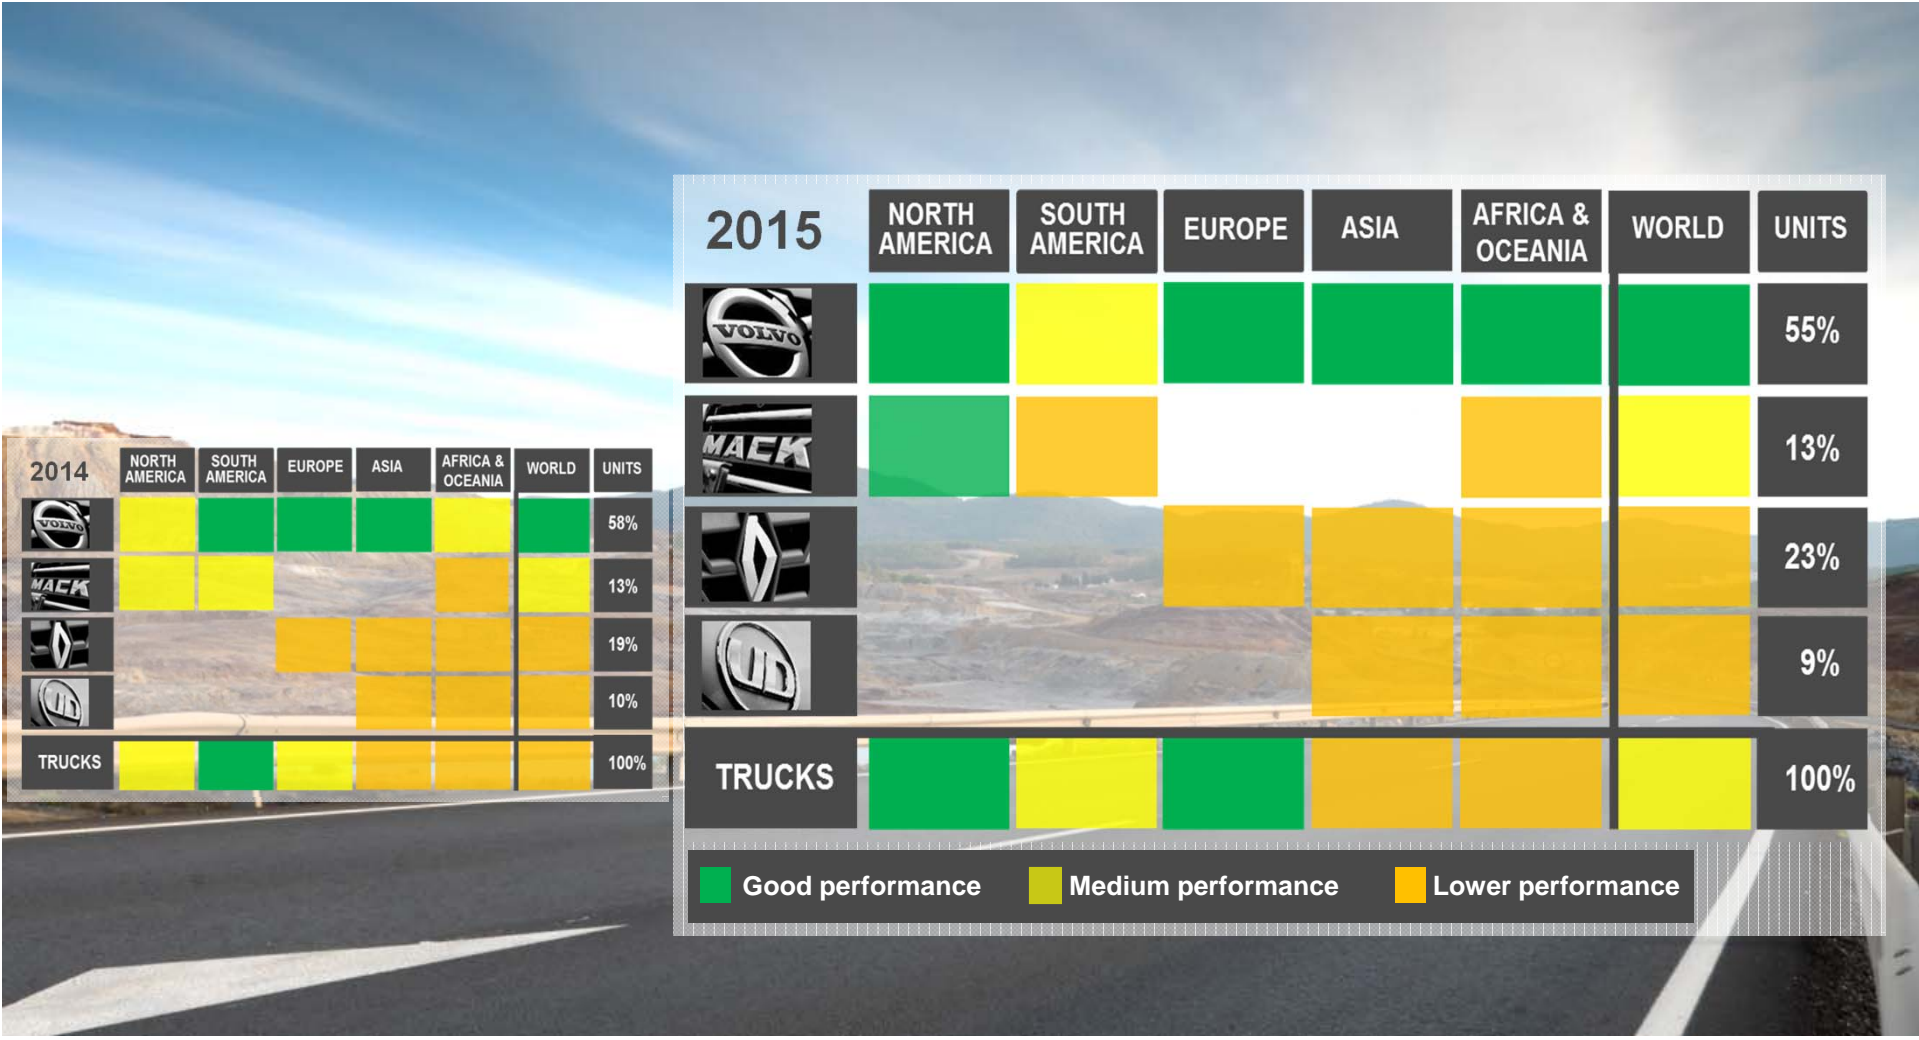 2014
NORTH
AMERICA
SOUTH
AMERICA
EUROPE
ASIA
AFRICA &
OCEANIA
WORLD
UNITS
VOLVO
58%
MACK
13%
19%
UD
10%
TRUCKS
100%
2015
NORTH
AMERICA
SOUTH
AMERICA
EUROPE
ASIA
AFRICA &
OCEANIA
WORLD
UNITS
VOLVO
55%
MACK
13%
23%
UD
9%
TRUCKS
100%
Good performance
Medium performance
Lower performance